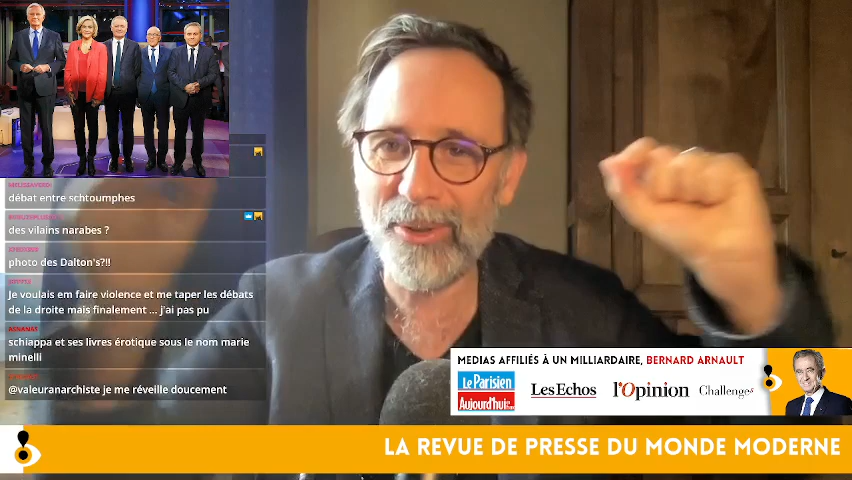 débat entre schtoumphes
des vilains narabes ?
photo des Dalton's?!!
Je voulais em faire violence et me taper les débats
de la droite mais finalement ... j'ai pas pu
ASNANAS
schiappa et ses livres érotique sous le nom marie
minelli
@valeuranarchiste je me réveille doucement
MEDIAS AFFILIÉS À UN MILLIARDAIRE, BERNARD ARNAULT
Le Parisien
Aujourd'hui
Les Echos
l'Opinion
Challenges
LA REVUE DE PRESSE DU MONDE MODERNE